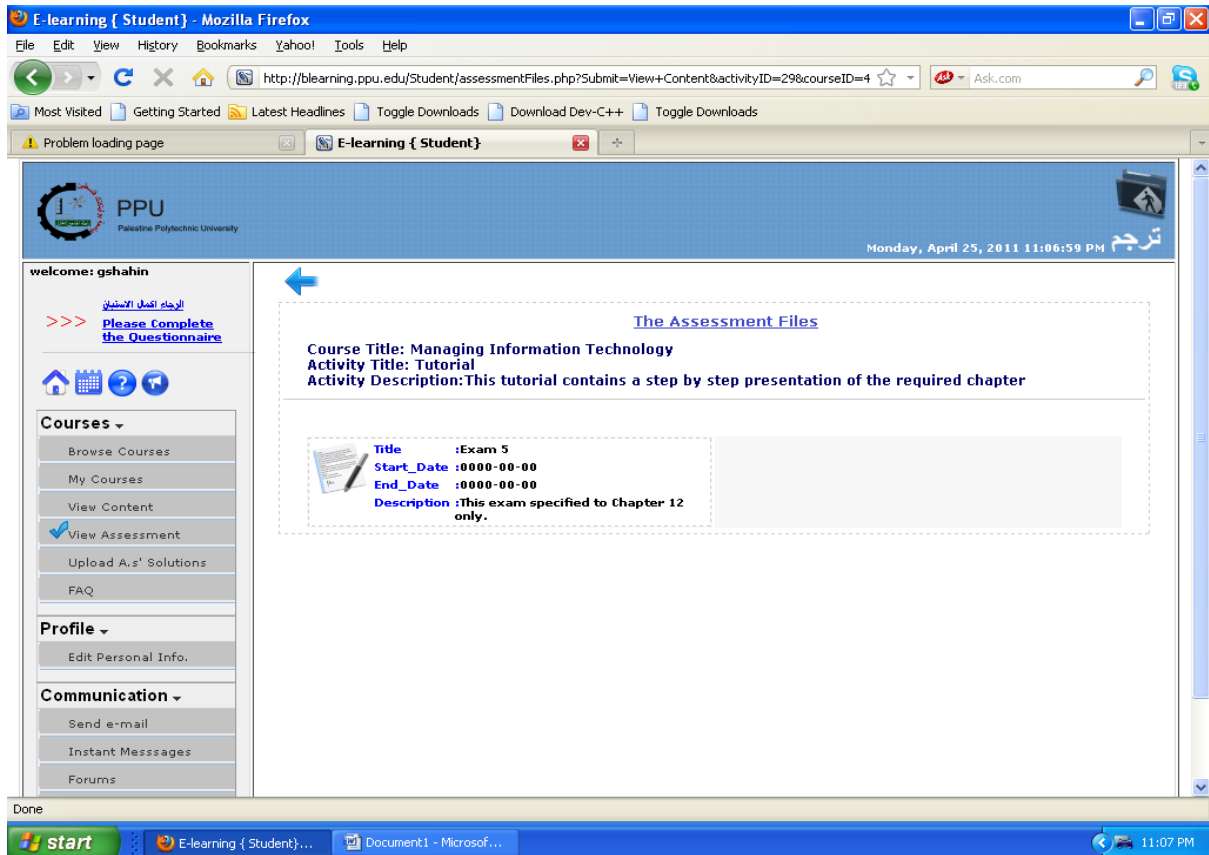 E-learning { Student} - Mozilla Firefox
File Edit View History Bookmarks Yahoo! Tools Help
http://blearning.ppu.edu/Student/assessmentFiles.php?Submit=View+Content&activityID=29&courseID=4
Ask.com
Most Visited Getting Started Latest Headlines Toggle Downloads Download Dev-C++ Toggle Downloads
Problem loading page
E-learning { Student}
PPU
Palestine Polytechnic University
Monday, April 25, 2011 11:06:59 PM ترجم
welcome: gshahin
الرجاء اكمال الاستبيان
>>> Please Complete
the Questionnaire
Courses
Browse Courses
My Courses
View Content
View Assessment
Upload A.s' Solutions
FAQ
Profile
Edit Personal Info.
Communication
Send e-mail
Instant Messsages
Forums
The Assessment Files
Course Title: Managing Information Technology
Activity Title: Tutorial
Activity Description:This tutorial contains a step by step presentation of the required chapter
Title :Exam 5
Start_Date :0000-00-00
End_Date :0000-00-00
Description :This exam specified to Chapter 12
only.
Done
start
E-learning { Student}...
Document1 - Microsof...
11:07 PM